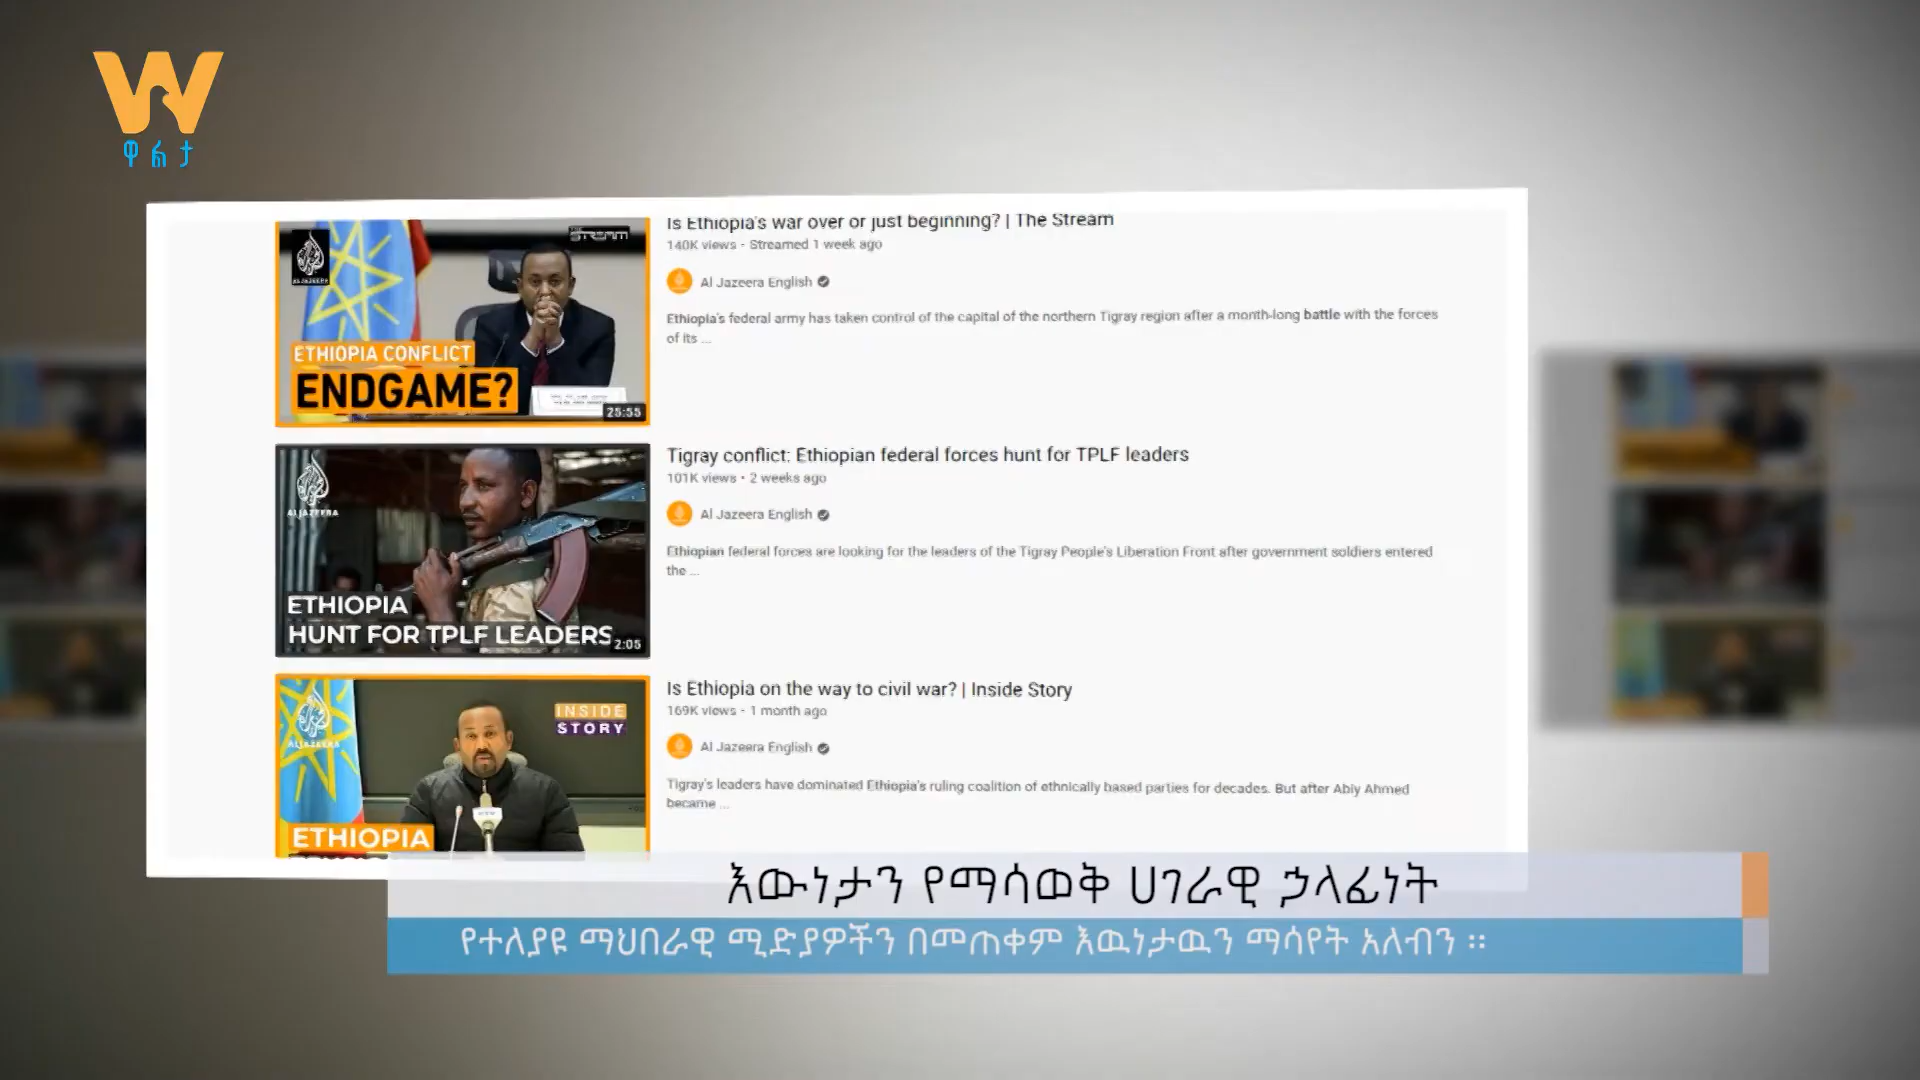 ዋልታ
Is Ethiopia's war over or just beginning? | The Stream
140K views • Streamed 1 week ago
Al Jazeera English
Ethiopia's federal army has taken control of the capital of the northern Tigray region after a month-long battle with the forces
of its ...
THE STREAM
ALJAZEERA
ETHIOPIA CONFLICT
ENDGAME?
25:55
Tigray conflict: Ethiopian federal forces hunt for TPLF leaders
101K views • 2 weeks ago
Al Jazeera English
Ethiopian federal forces are looking for the leaders of the Tigray People's Liberation Front after government soldiers entered
the ...
ALJAZEERA
ETHIOPIA
HUNT FOR TPLF LEADERS
2:05
Is Ethiopia on the way to civil war? | Inside Story
169K views • 1 month ago
Al Jazeera English
Tigray's leaders have dominated Ethiopia's ruling coalition of ethnically based parties for decades. But after Abiy Ahmed
became ...
ALJAZEERA
INSIDE
STORY
ETHIOPIA
እውነታን የማሳወቅ ሀገራዊ ኃላፊነት
የተለያዩ ማህበራዊ ሚድያዎችን በመጠቀም እዉነታዉን ማሳየት አለብን ፡፡